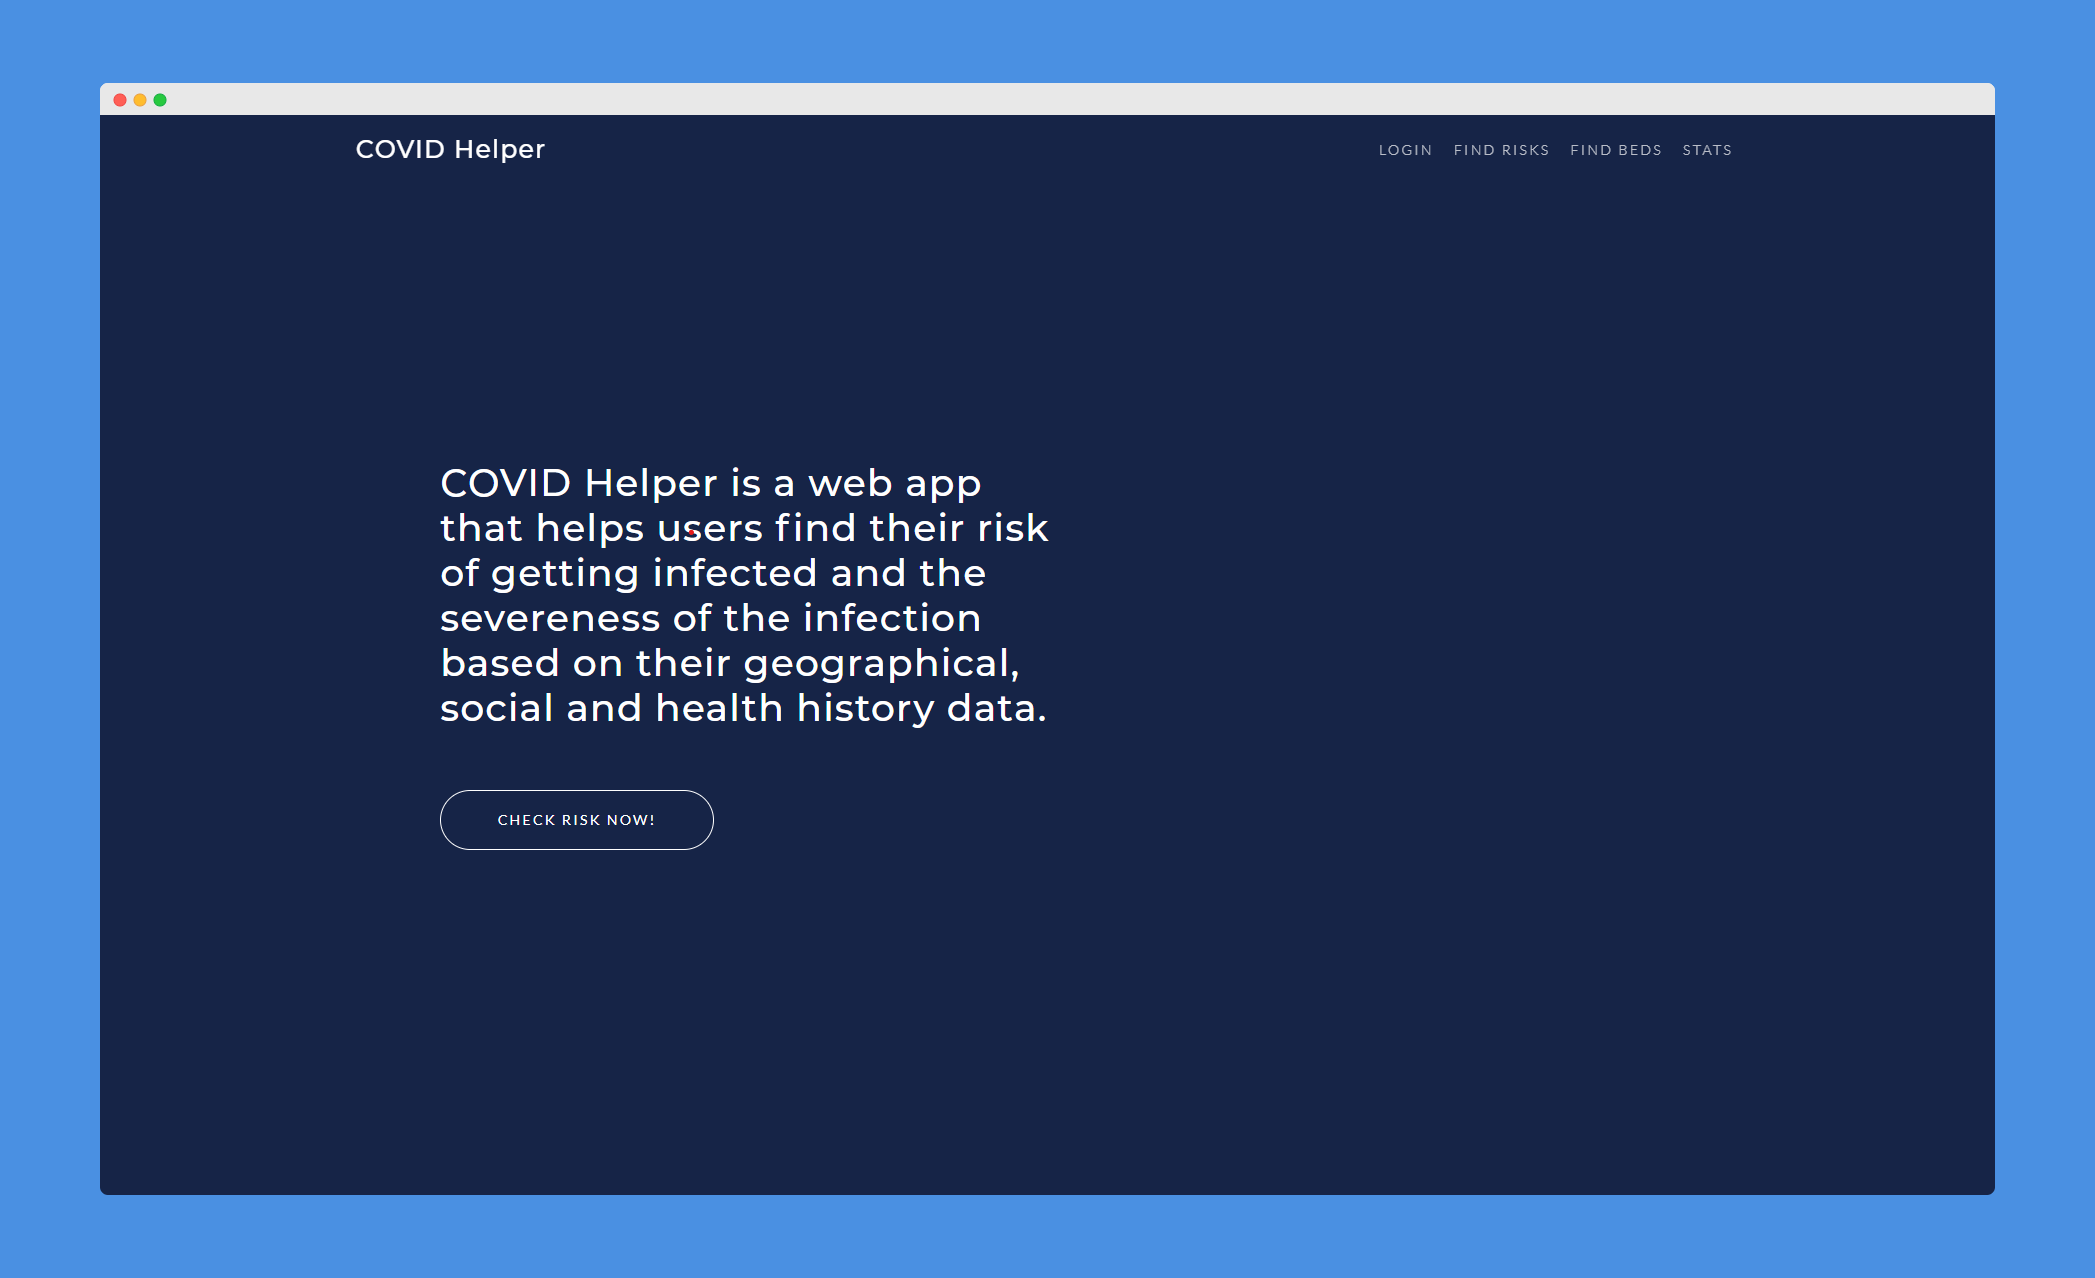 COVID Helper
LOGIN FIND RISKS FIND BEDS STATS
COVID Helper is a web app
that helps users find their risk
of getting infected and the
severeness of the infection
based on their geographical,
social and health history data.
CHECK RISK NOW!